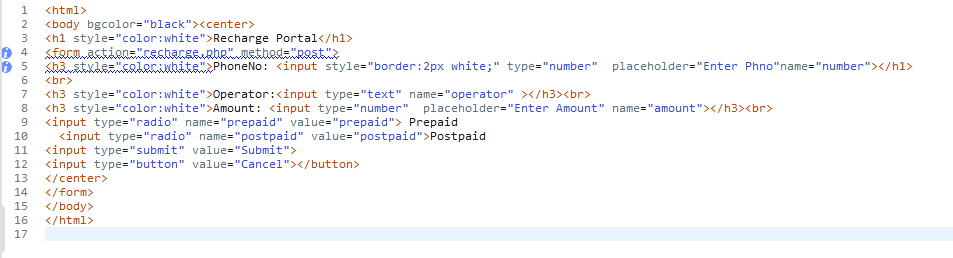 1 <html>
2 <body bgcolor="black"><center>
3 <h1 style="color:white">Recharge Portal</h1>
4 <form action="recharge.php" method="post">
5 <h3 style="color:white">PhoneNo: <input style="border:2px white;" type="number"  placeholder="Enter Phno"name="number"></h1>
6 <br>
7 <h3 style="color:white">Operator:<input type="text" name="operator" ></h3><br>
8 <h3 style="color:white">Amount: <input type="number"  placeholder="Enter Amount" name="amount"></h3><br>
9 <input type="radio" name="prepaid" value="prepaid"> Prepaid
10   <input type="radio" name="postpaid" value="postpaid">Postpaid
11 <input type="submit" value="Submit">
12 <input type="button" value="Cancel"></button>
13 </center>
14 </form>
15 </body>
16 </html>
17